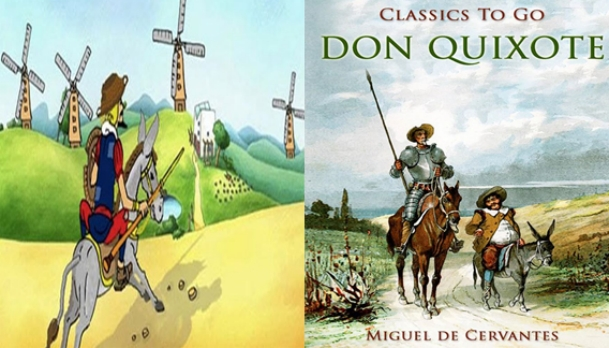 CLASSICS TO GO
DON QUIXOTE
MIGUEL DE CERVANTES